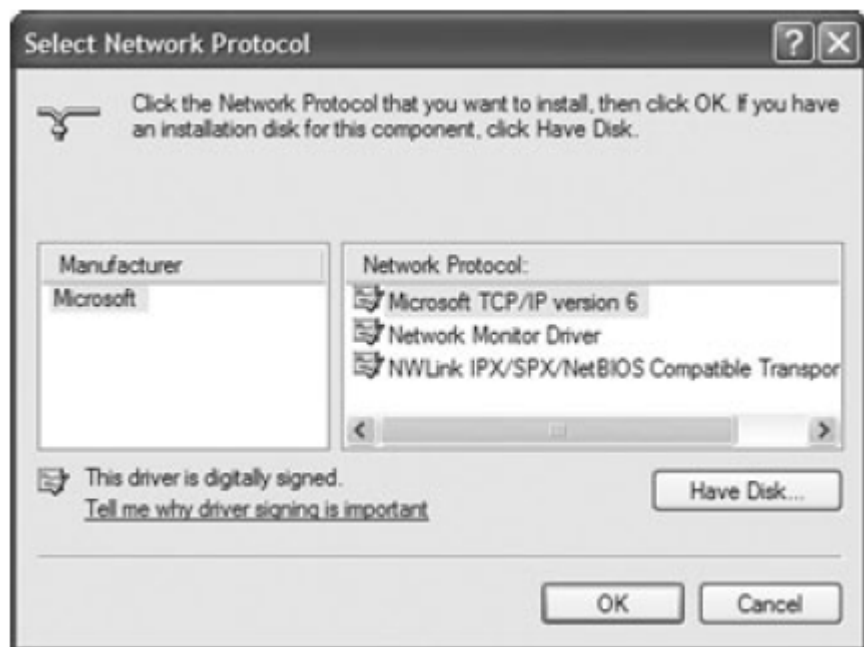 Select Network Protocol
Click the Network Protocol that you want to install, then click OK. If you have
an installation disk for this component, click Have Disk.
Manufacturer
Microsoft
Network Protocol:
Microsoft TCP/IP version 6
Network Monitor Driver
NWLink IPX/SPX/NetBIOS Compatible Transpor
This driver is digitally signed.
Tell me why driver signing is important
Have Disk...
OK
Cancel